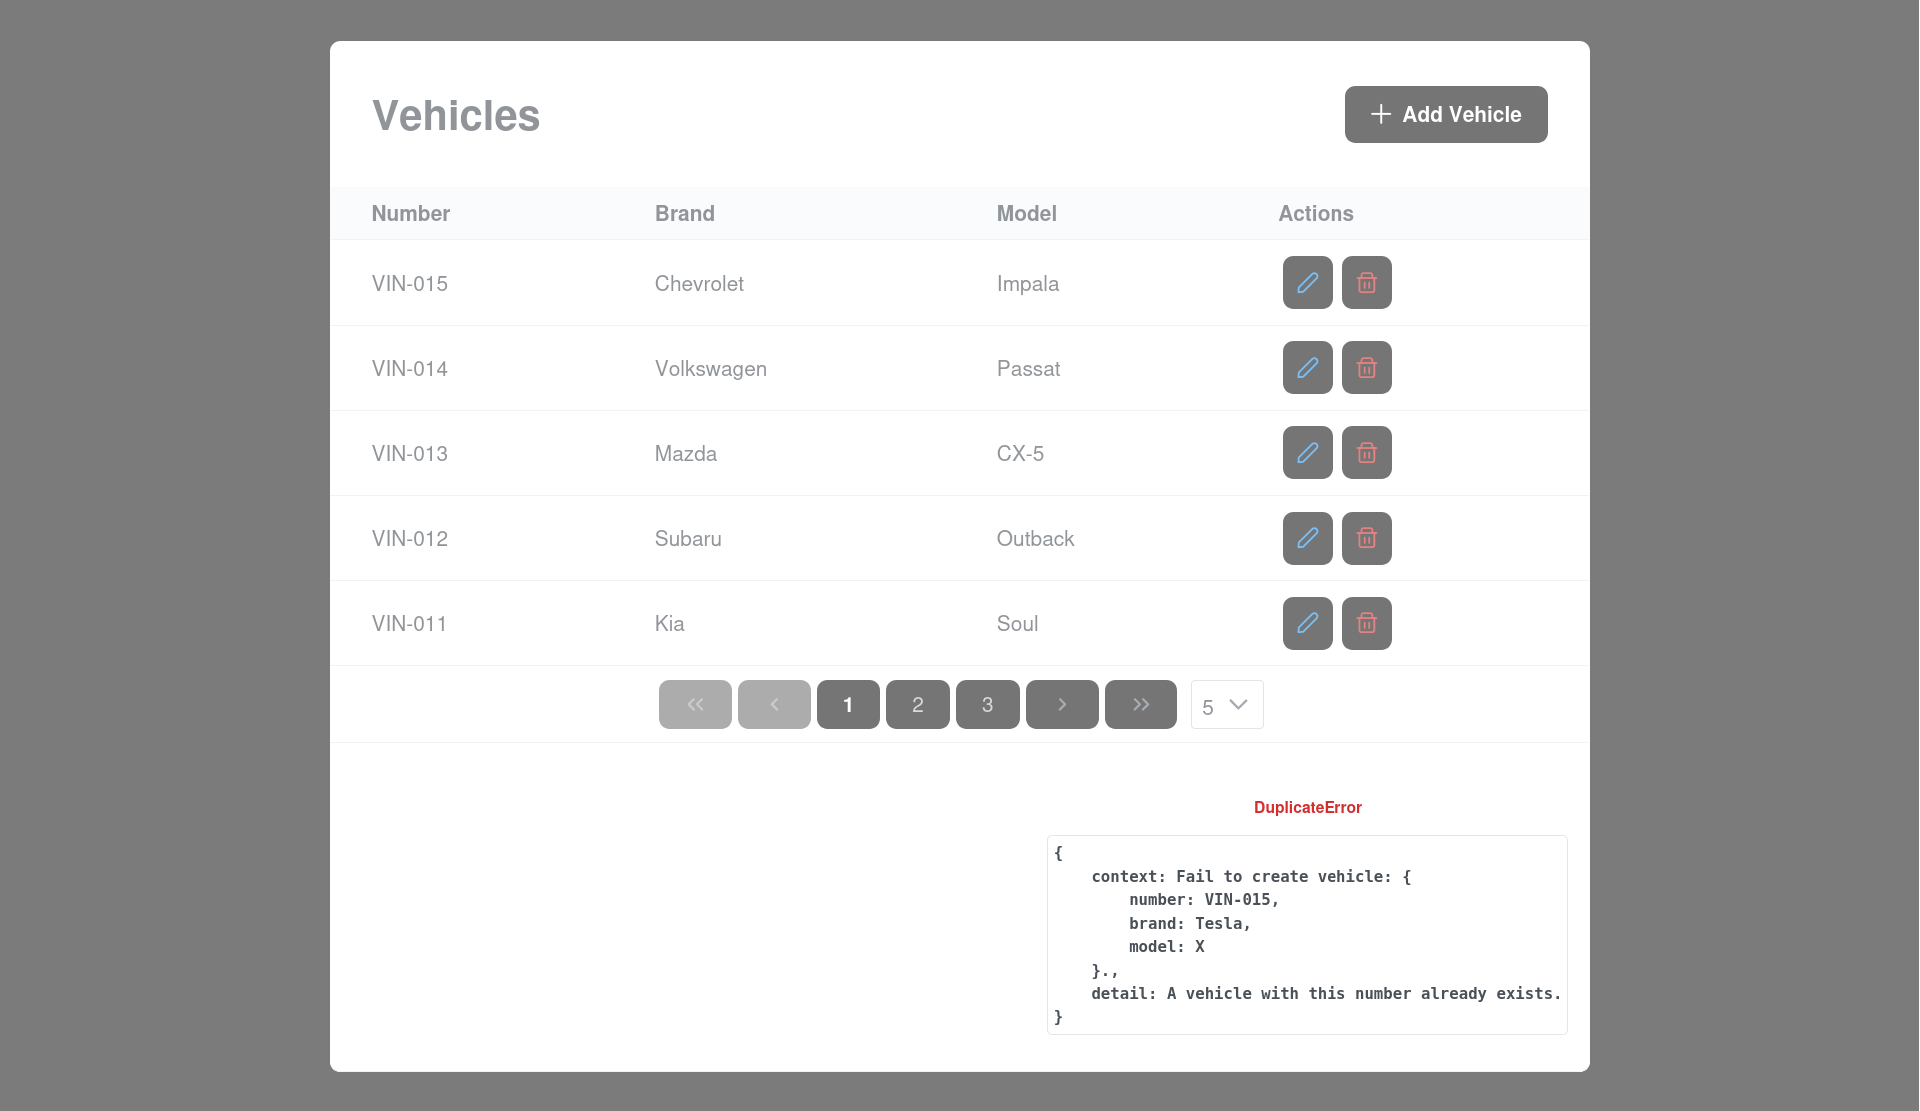 Vehicles
Add Vehicle
Number Brand Model Actions
VIN-015 Chevrolet Impala
VIN-014 Volkswagen Passat
VIN-013 Mazda CX-5
VIN-012 Subaru Outback
VIN-011 Kia Soul
1 2 3 5
DuplicateError
{
    context: Fail to create vehicle: {
        number: VIN-015,
        brand: Tesla,
        model: X
    }.,
    detail: A vehicle with this number already exists.
}